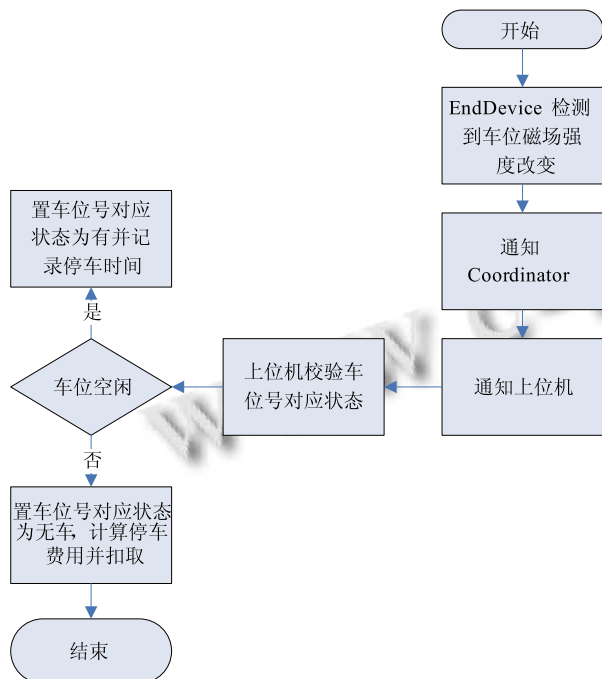 开始
EndDevice 检测
到车位磁场强
度改变
通知
Coordinator
通知上位机
上位机校验车
位号对应状态
车位空闲
是
置车位号对应
状态为有并记
录停车时间
否
置车位号对应状态
为无车,计算停车
费用并扣取
结束